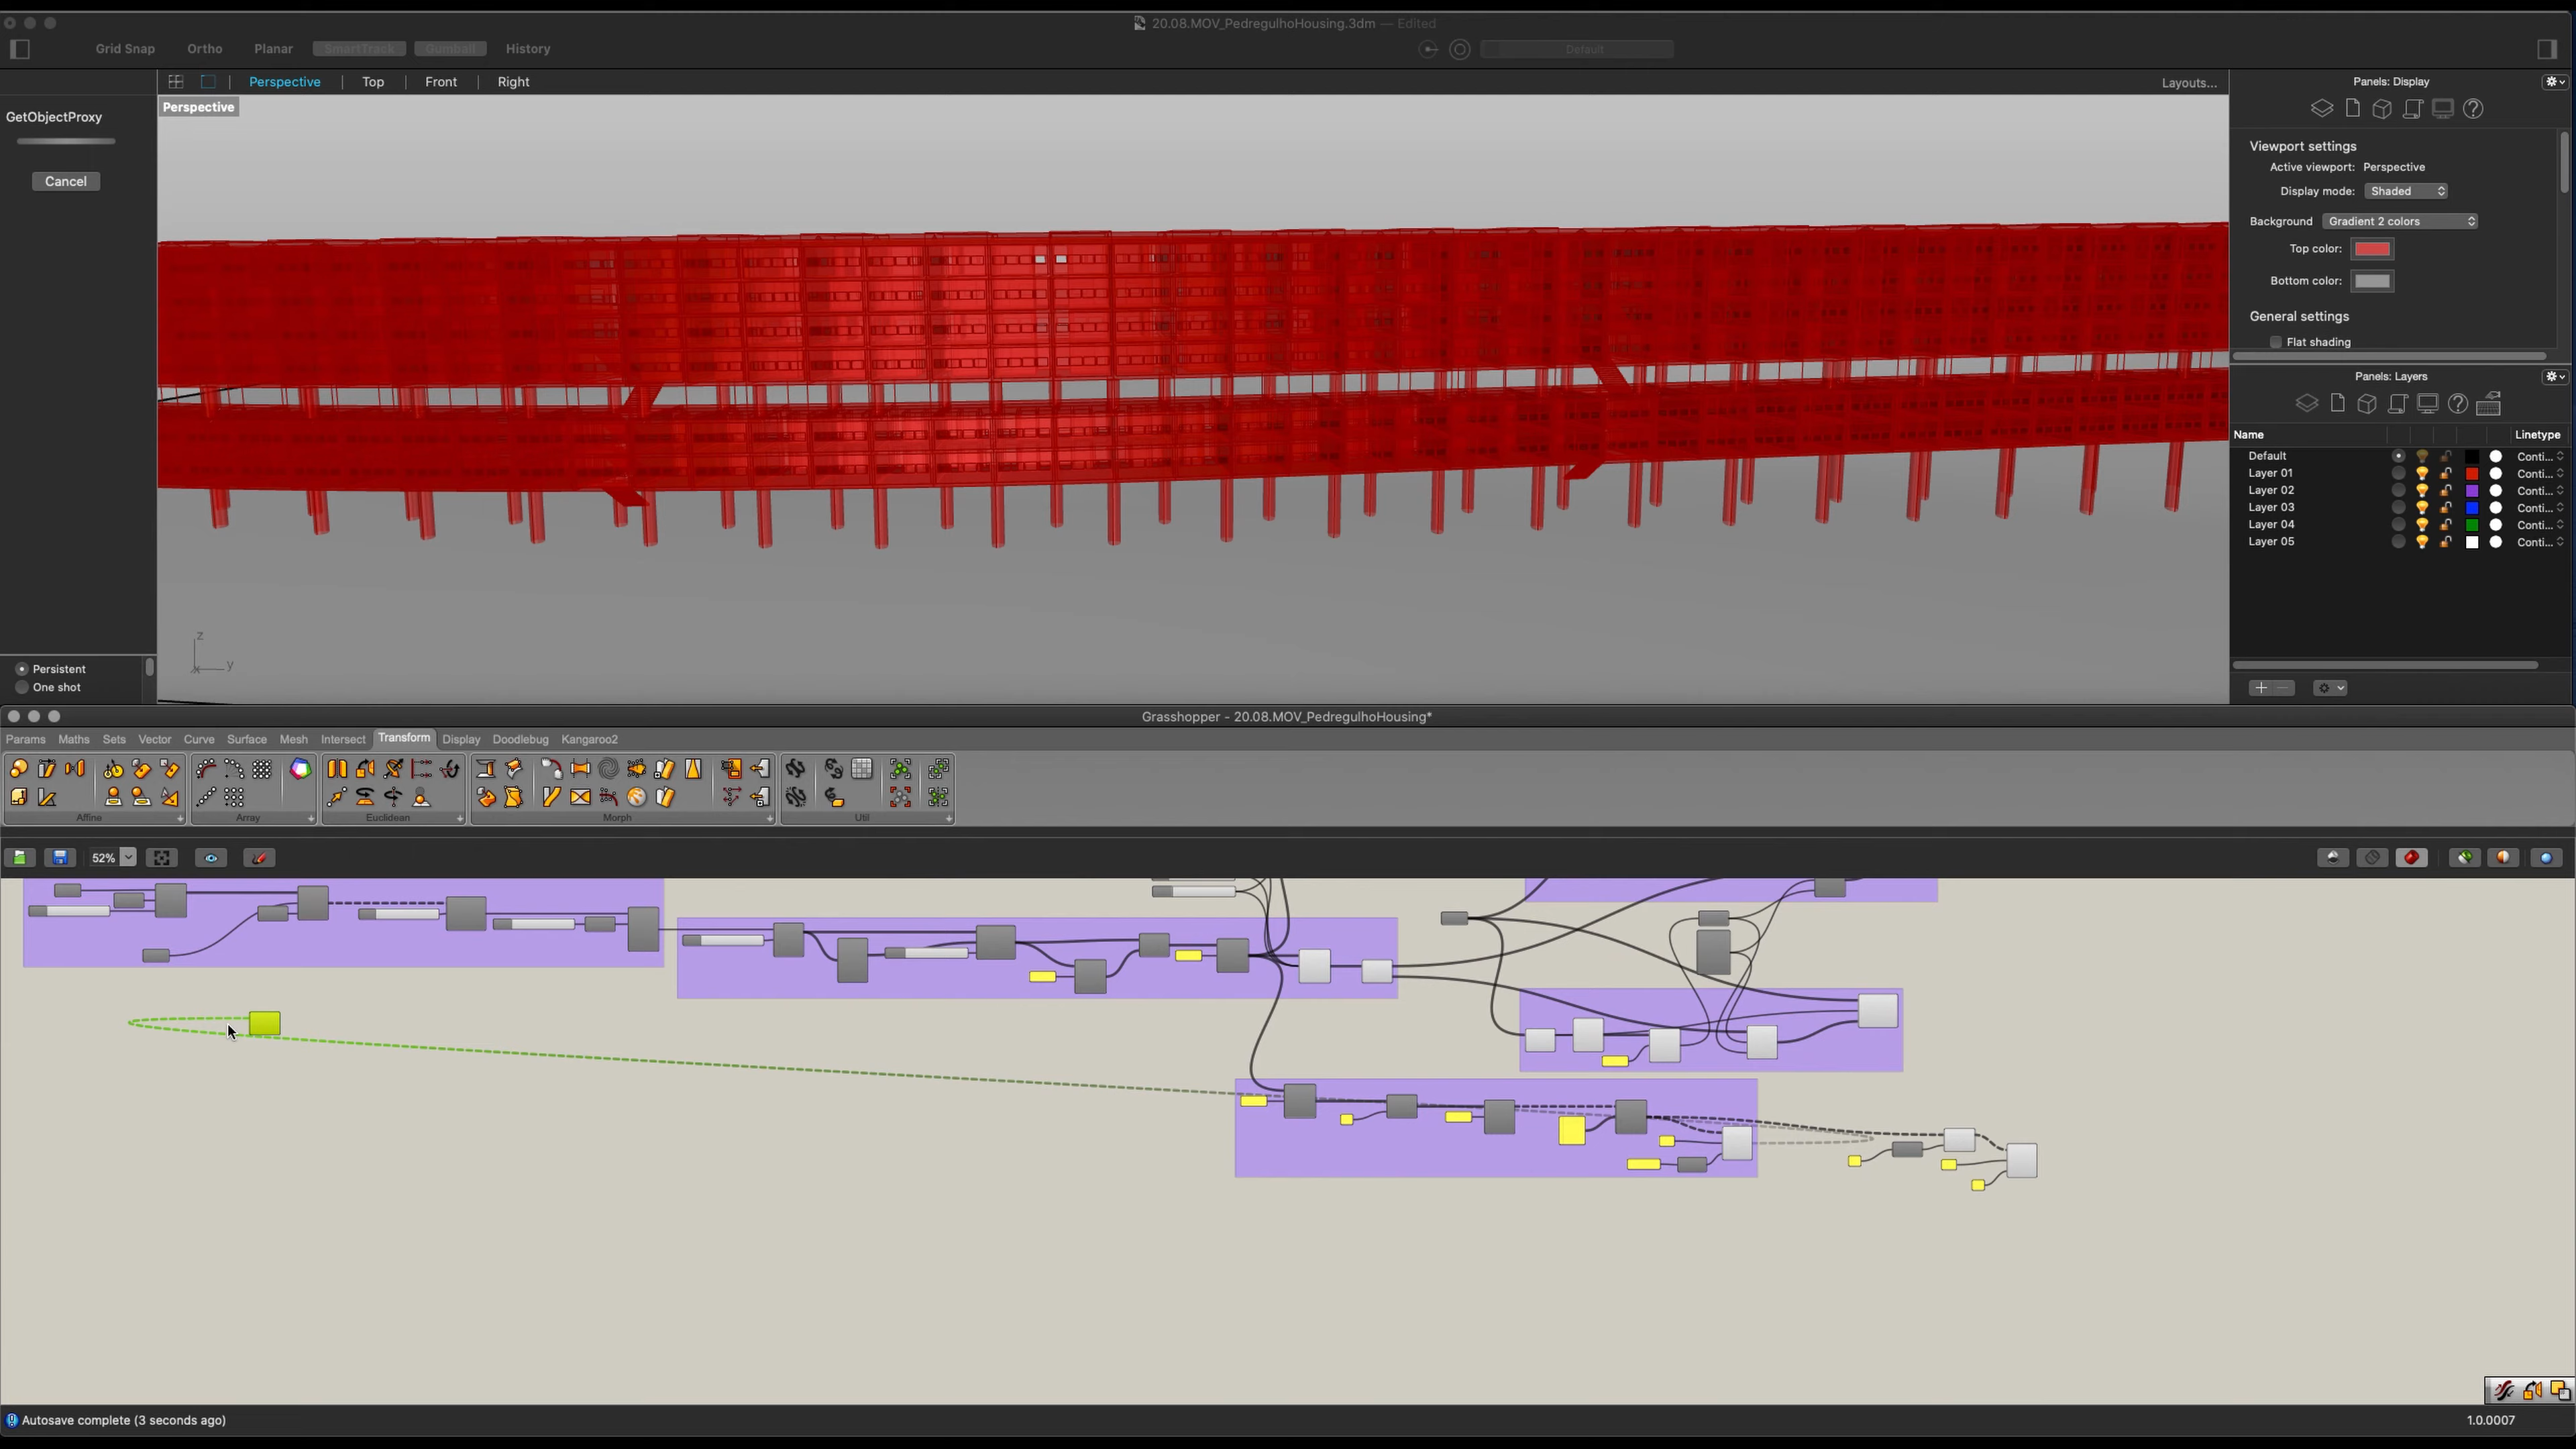 20.08.MOV_PedregulhoHousing.3dm — Edited
Grid Snap Ortho Planar SmartTrack Gumball History Default
Perspective Top Front Right Layouts...
Perspective
GetObjectProxy
Cancel
Persistent
One shot
Panels: Display
Viewport settings
Active viewport: Perspective
Display mode: Shaded
Background Gradient 2 colors
Top color:
Bottom color:
General settings
Flat shading
Panels: Layers
Name Linetype
Default Conti...
Layer 01 Conti...
Layer 02 Conti...
Layer 03 Conti...
Layer 04 Conti...
Layer 05 Conti...
z
x y
Grasshopper - 20.08.MOV_PedregulhoHousing*
Params Maths Sets Vector Curve Surface Mesh Intersect Transform Display Doodlebug Kangaroo2
Affine Array Euclidean Morph Util
52%
Autosave complete (3 seconds ago)
1.0.0007